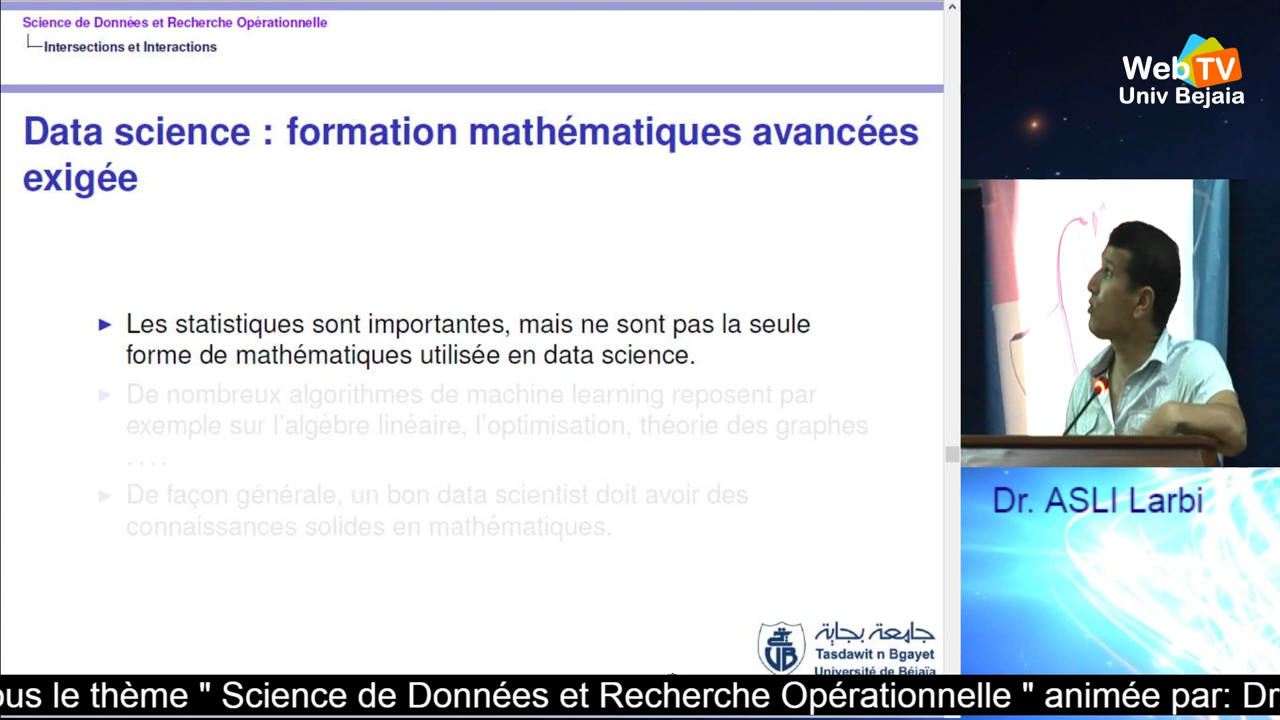 Science de Données et Recherche Opérationnelle
Intersections et Interactions
Data science : formation mathématiques avancées
exigée
Les statistiques sont importantes, mais ne sont pas la seule
forme de mathématiques utilisée en data science.
De nombreux algorithmes de machine learning reposent par
exemple sur l'algèbre linéaire, l'optimisation, théorie des graphes
. . . .
De façon générale, un bon data scientist doit avoir des
connaissances solides en mathématiques.
جامعة بجاية
Tasdawit n Bgayet
Université de Béjaïa
UB
Web TV
Univ Bejaia
Dr. ASLI Larbi
ous le thème " Science de Données et Recherche Opérationnelle " animée par: Dr